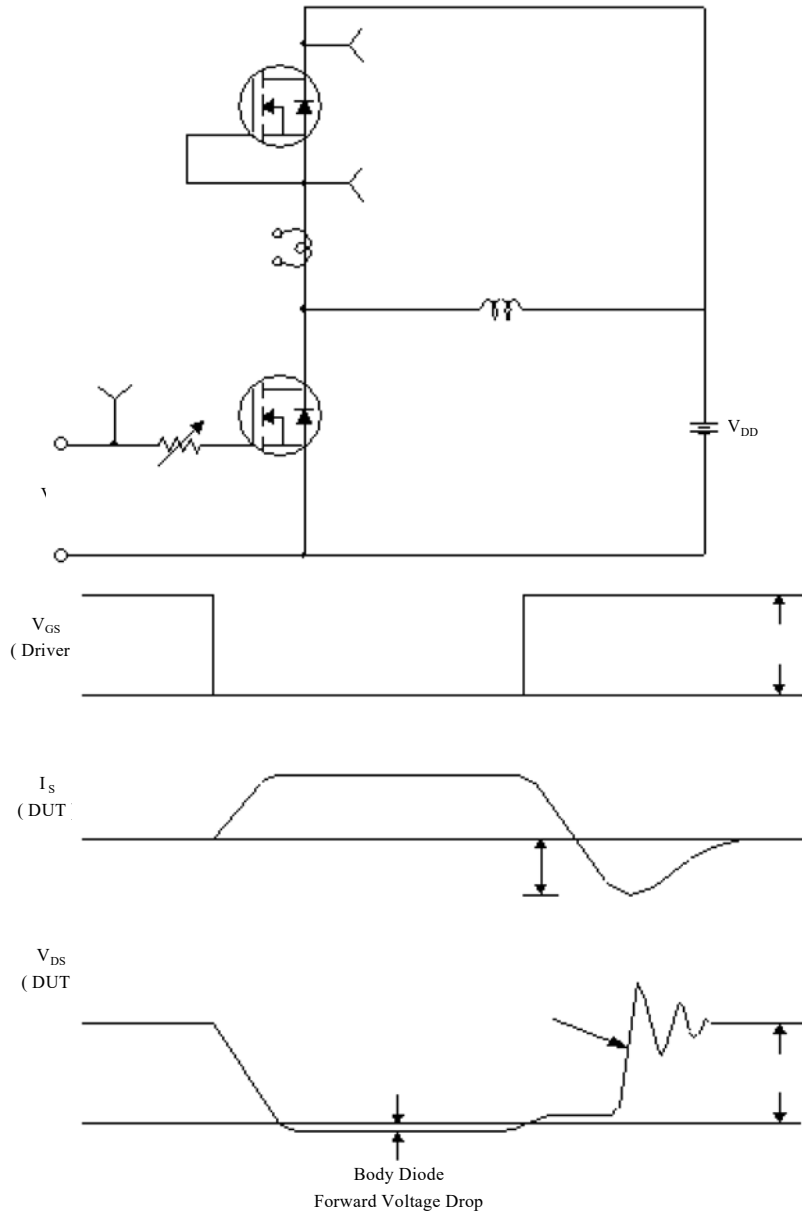 V_DD
V_GS
( Driver
I_S
( DUT
V_DS
( DUT
Body Diode
Forward Voltage Drop